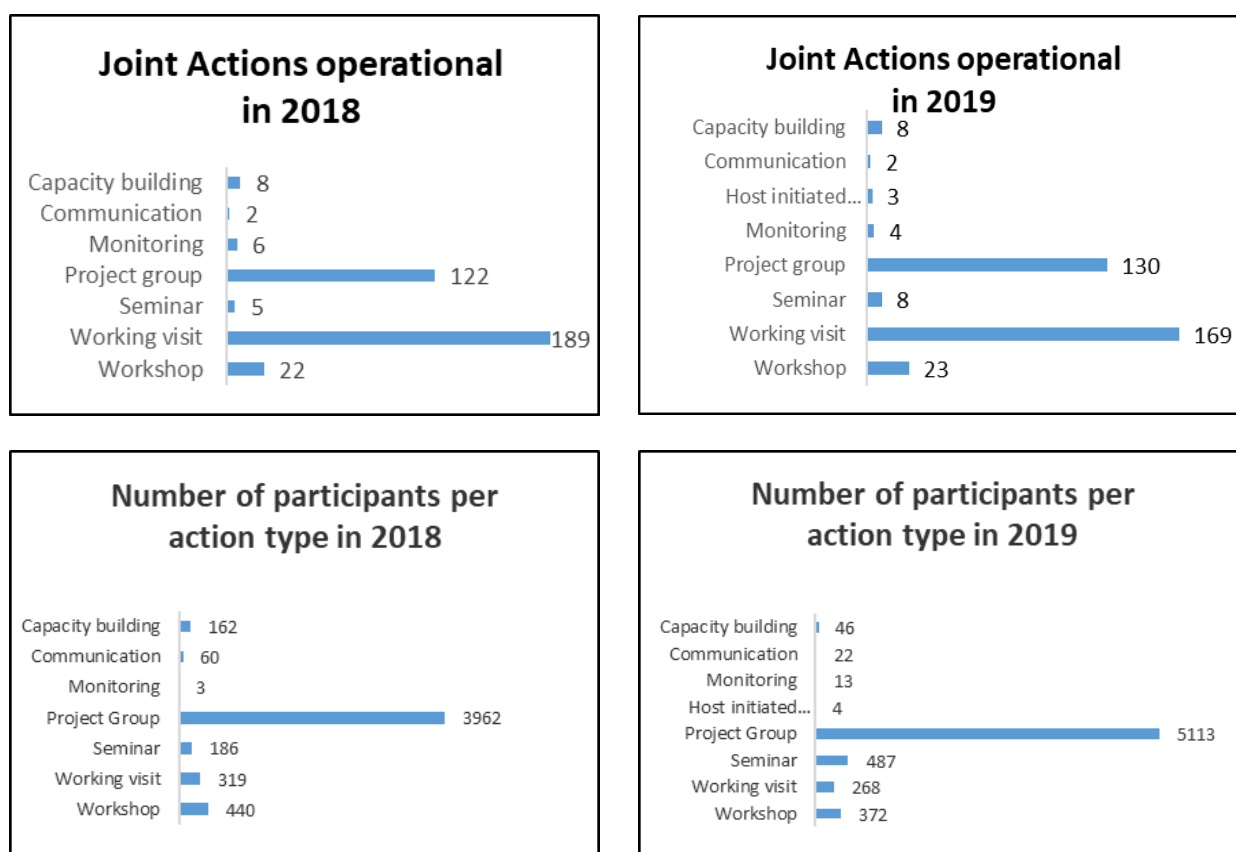 Joint Actions operational
in 2018
Capacity building 8
Communication 2
Monitoring 6
Project group 122
Seminar 5
Working visit 189
Workshop 22
Joint Actions operational
in 2019
Capacity building 8
Communication 2
Host initiated... 3
Monitoring 4
Project group 130
Seminar 8
Working visit 169
Workshop 23
Number of participants per
action type in 2018
Capacity building 162
Communication 60
Monitoring 3
Project Group 3962
Seminar 186
Working visit 319
Workshop 440
Number of participants per
action type in 2019
Capacity building 46
Communication 22
Monitoring 13
Host initiated... 4
Project Group 5113
Seminar 487
Working visit 268
Workshop 372